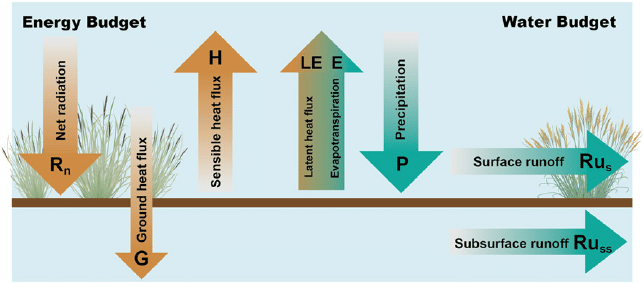 Energy Budget
Water Budget
Net radiation
Rn
Ground heat flux
G
Sensible heat flux
H
LE E
Latent heat flux
Evapotranspiration
Precipitation
P
Surface runoff Rus
Subsurface runoff Russ